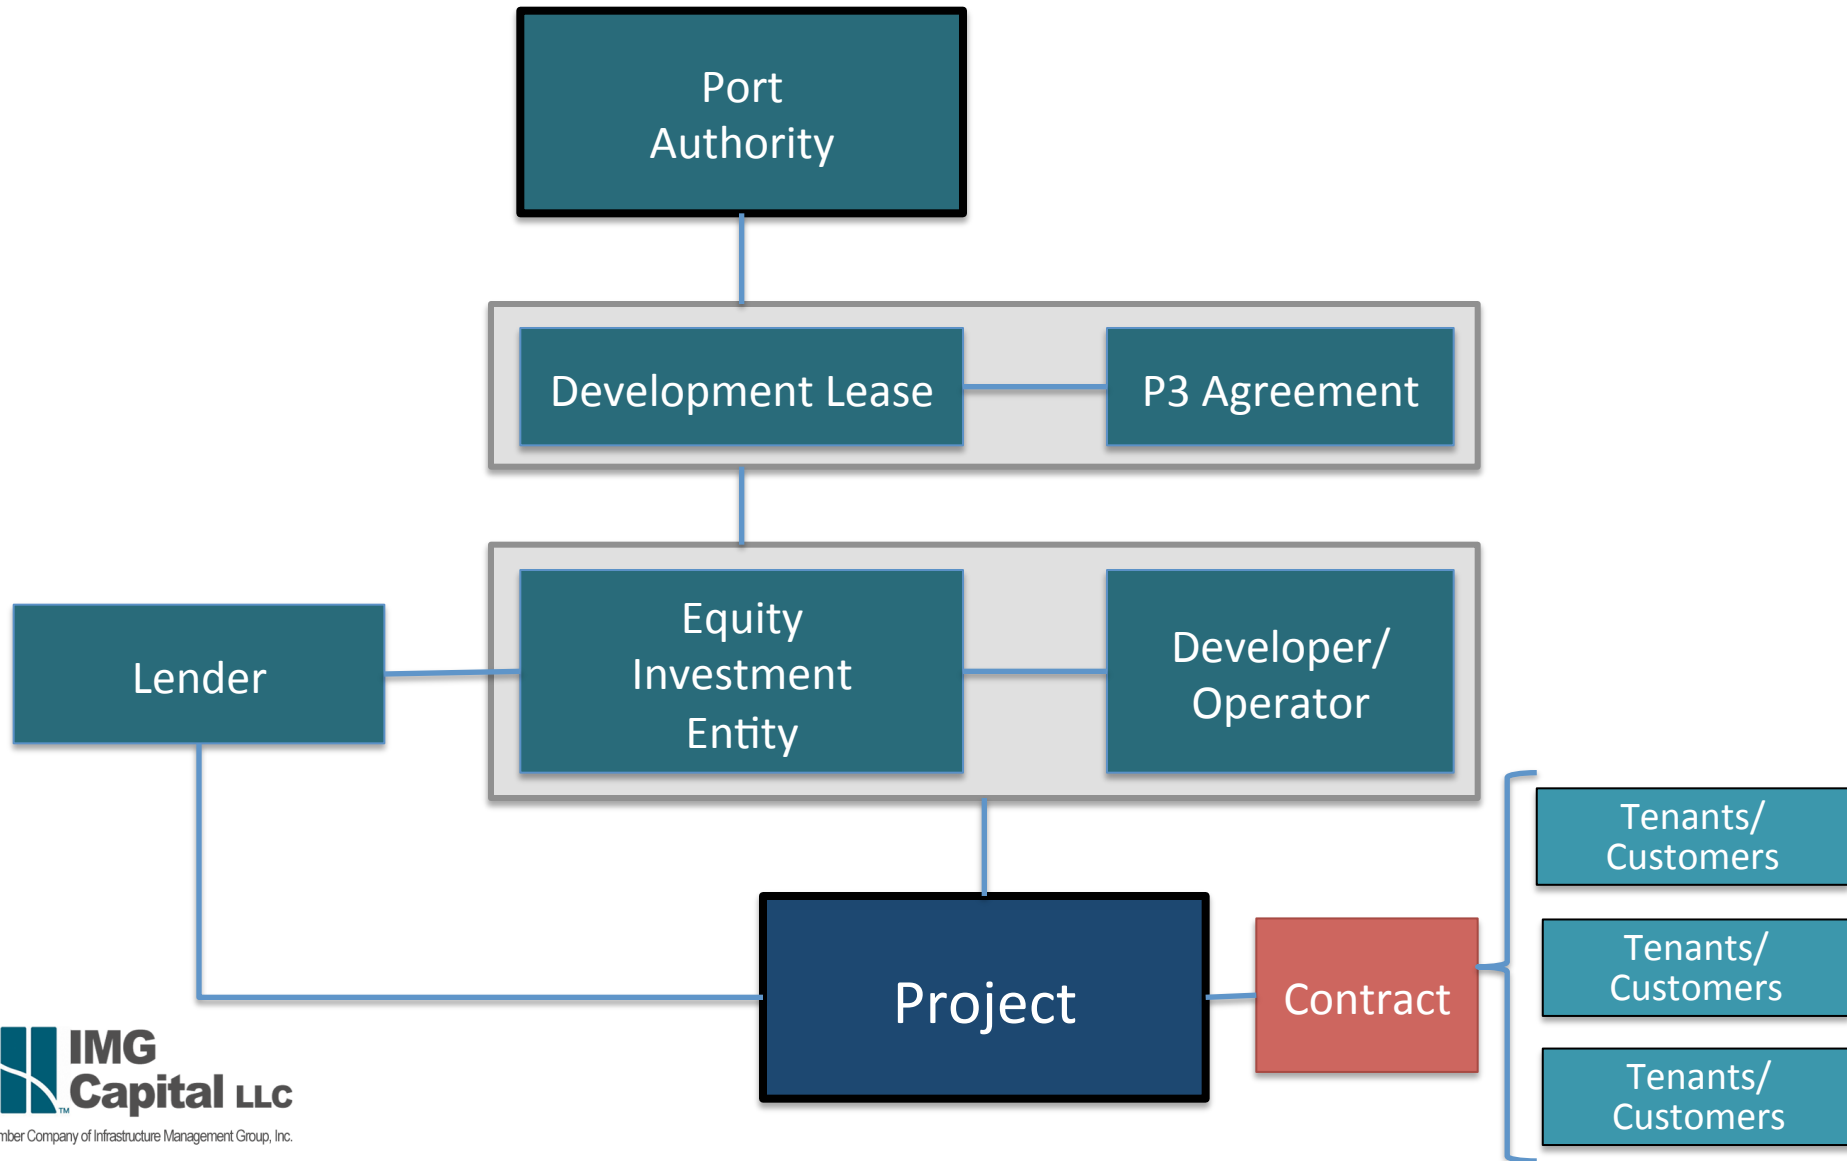 Port
Authority
Development Lease
P3 Agreement
Lender
Equity
Investment
Entity
Developer/
Operator
Project
Contract
Tenants/
Customers
Tenants/
Customers
Tenants/
Customers
IMG
Capital LLC
TM
Company of Infrastructure Management Group, Inc.